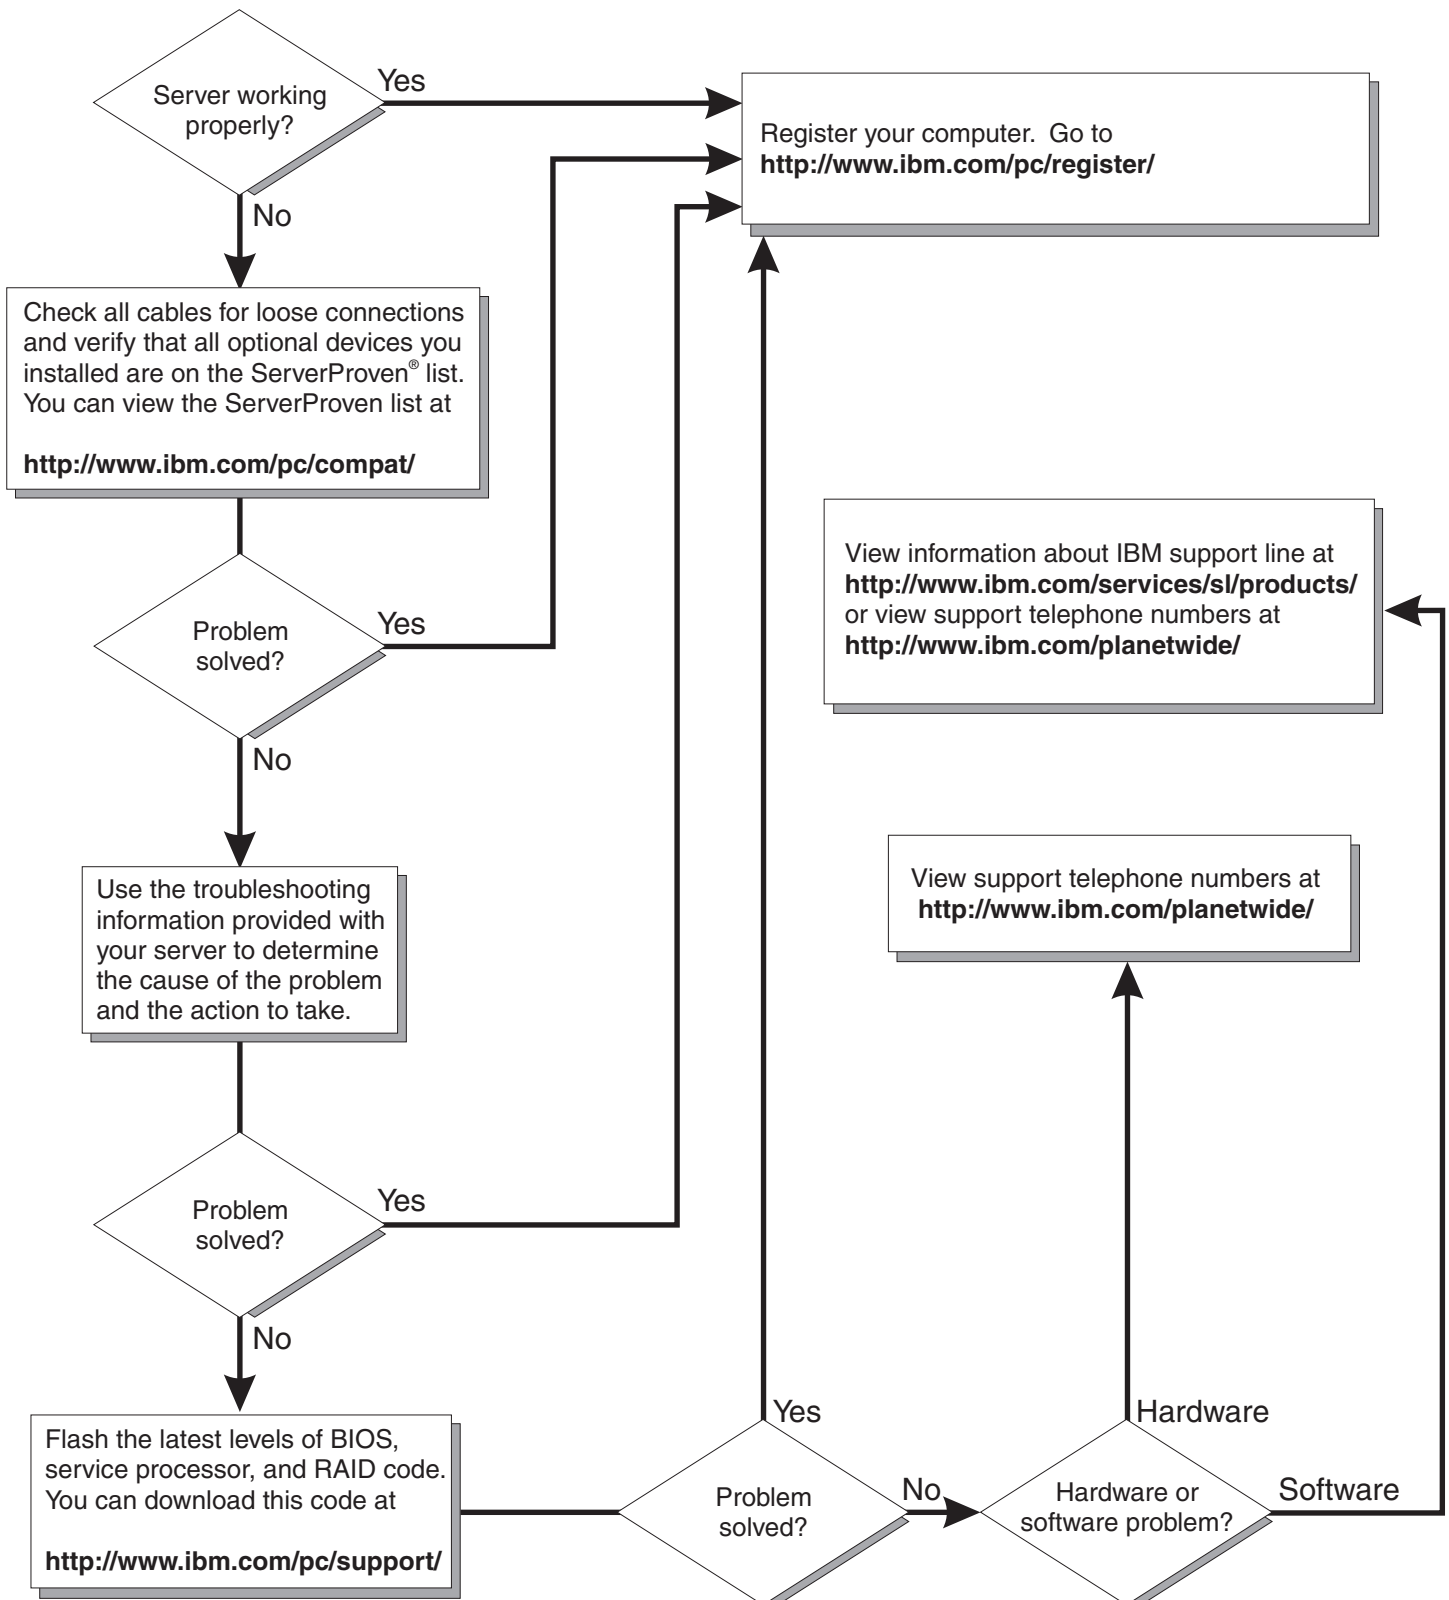 Server working
properly?
Yes
No
Register your computer.  Go to
http://www.ibm.com/pc/register/
Check all cables for loose connections
and verify that all optional devices you
installed are on the ServerProven® list.
You can view the ServerProven list at
http://www.ibm.com/pc/compat/
Problem
solved?
Yes
No
View information about IBM support line at
http://www.ibm.com/services/sl/products/
or view support telephone numbers at
http://www.ibm.com/planetwide/
Use the troubleshooting
information provided with
your server to determine
the cause of the problem
and the action to take.
View support telephone numbers at
http://www.ibm.com/planetwide/
Problem
solved?
Yes
No
Flash the latest levels of BIOS,
service processor, and RAID code.
You can download this code at
http://www.ibm.com/pc/support/
Problem
solved?
Yes
No
Hardware or
software problem?
Hardware
Software